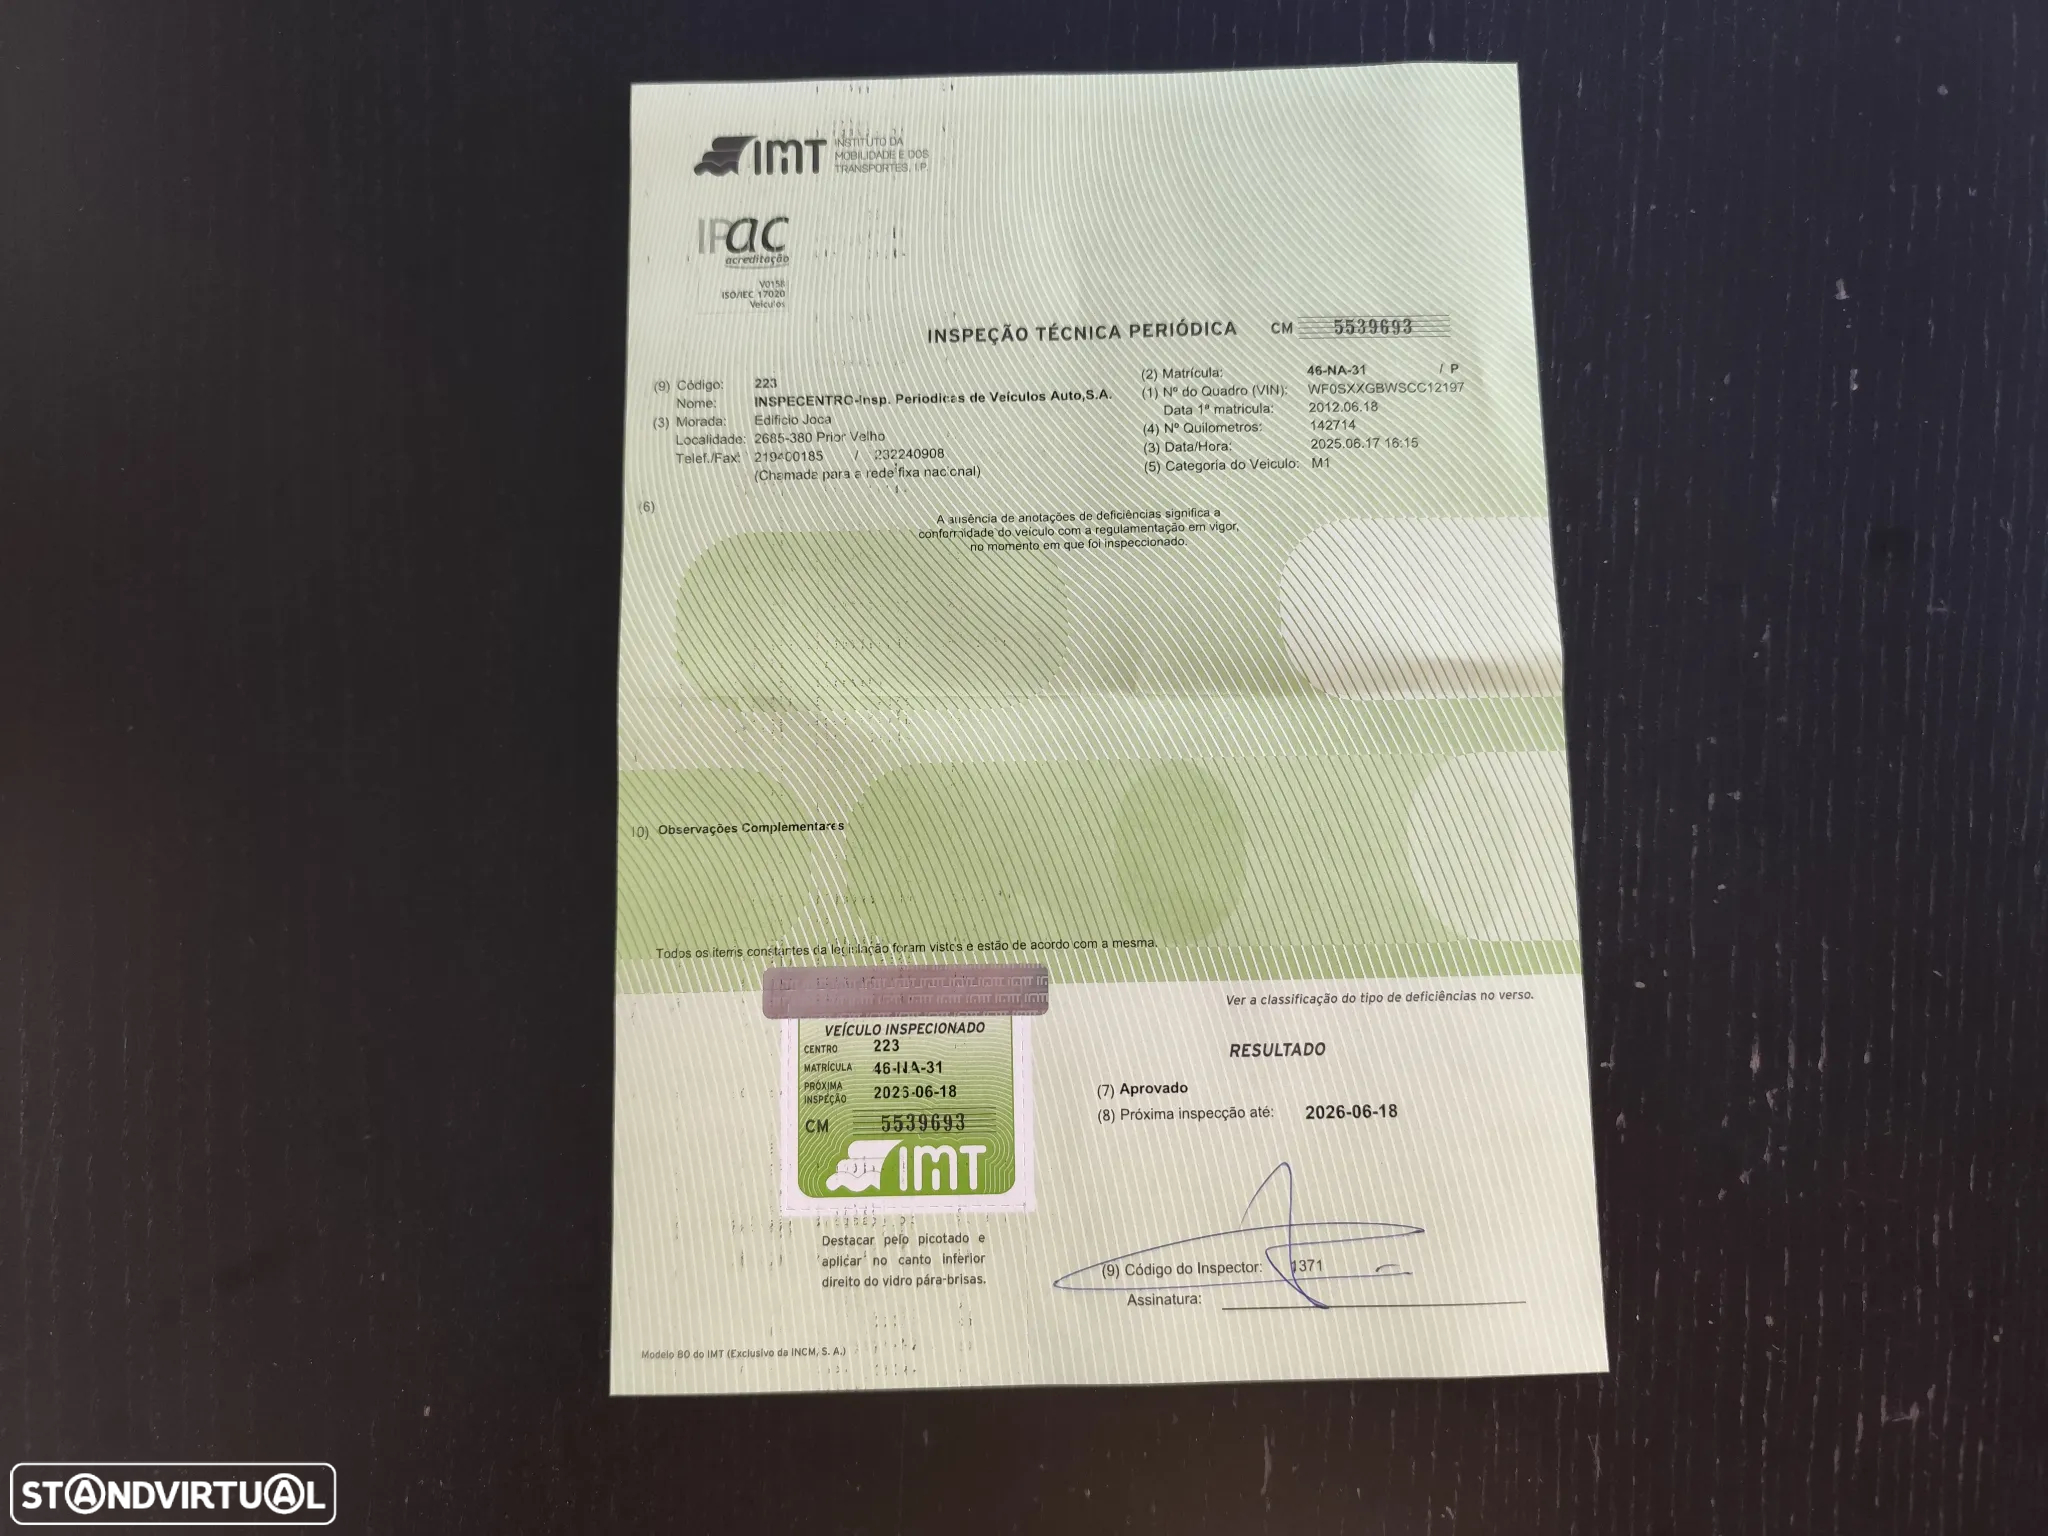 IMT INSTITUTO DA
MOBILIDADE E DOS
TRANSPORTES, I.P.
IPac
acreditação
V0158
ISO/IEC 17020
Veículos
INSPEÇÃO TÉCNICA PERIÓDICA CM 5539693
(9) Código: 223
Nome: INSPECENTRO-Insp. Periodicas de Veículos Auto,S.A.
(3) Morada: Edificio Joca
Localidade: 2685-380 Prior Velho
Telef./Fax: 219400185 / 232240908
(Chamada para a rede fixa nacional)
(2) Matrícula: 46-NA-31 / P
(1) Nº do Quadro (VIN): WF0SXXGBWSCC12197
Data 1ª matricula: 2012.06.18
(4) Nº Quilometros: 142714
(3) Data/Hora: 2025.06.17 16:15
(5) Categoria do Veiculo: M1
(6)
A ausência de anotações de deficiências significa a
conformidade do veículo com a regulamentação em vigor,
no momento em que foi inspeccionado.
10) Observações Complementares
Todos os items constantes da legislação foram vistos e estão de acordo com a mesma.
Ver a classificação do tipo de deficiências no verso.
VEÍCULO INSPECIONADO
CENTRO 223
MATRÍCULA 46-NA-31
PRÓXIMA
INSPEÇÃO 2026-06-18
CM 5539693
IMT
Destacar pelo picotado e
aplicar no canto inferior
direito do vidro pára-brisas.
RESULTADO
(7) Aprovado
(8) Próxima inspecção até: 2026-06-18
(9) Código do Inspector: 1371
Assinatura:
Modelo 80 do IMT (Exclusivo da INCM, S. A.)
STANDVIRTUAL